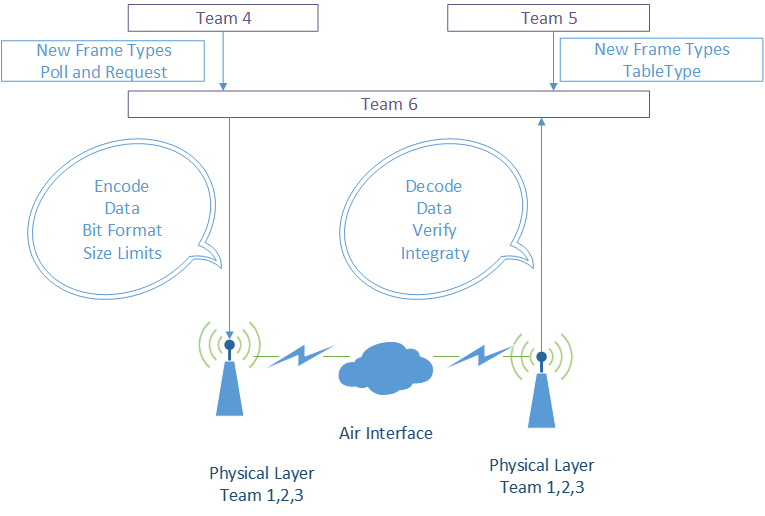 Team 4
Team 5
New Frame Types
Poll and Request
New Frame Types
TableType
Team 6
Encode
Data
Bit Format
Size Limits
Decode
Data
Verify
Integraty
Air Interface
Physical Layer
Team 1,2,3
Physical Layer
Team 1,2,3